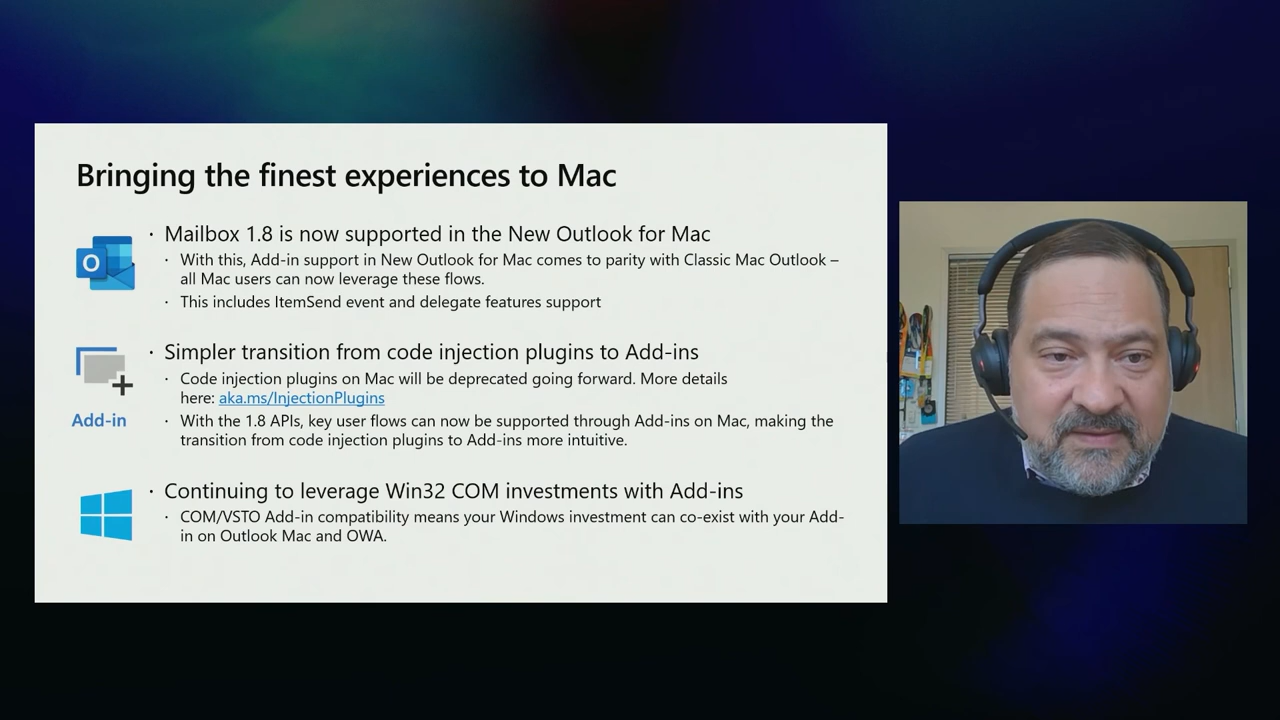 Bringing the finest experiences to Mac
· Mailbox 1.8 is now supported in the New Outlook for Mac
· With this, Add-in support in New Outlook for Mac comes to parity with Classic Mac Outlook –
all Mac users can now leverage these flows.
· This includes ItemSend event and delegate features support
O
· Simpler transition from code injection plugins to Add-ins
· Code injection plugins on Mac will be deprecated going forward. More details
here: aka.ms/InjectionPlugins
Add-in
· With the 1.8 APIs, key user flows can now be supported through Add-ins on Mac, making the
transition from code injection plugins to Add-ins more intuitive.
· Continuing to leverage Win32 COM investments with Add-ins
· COM/VSTO Add-in compatibility means your Windows investment can co-exist with your Add-
in on Outlook Mac and OWA.